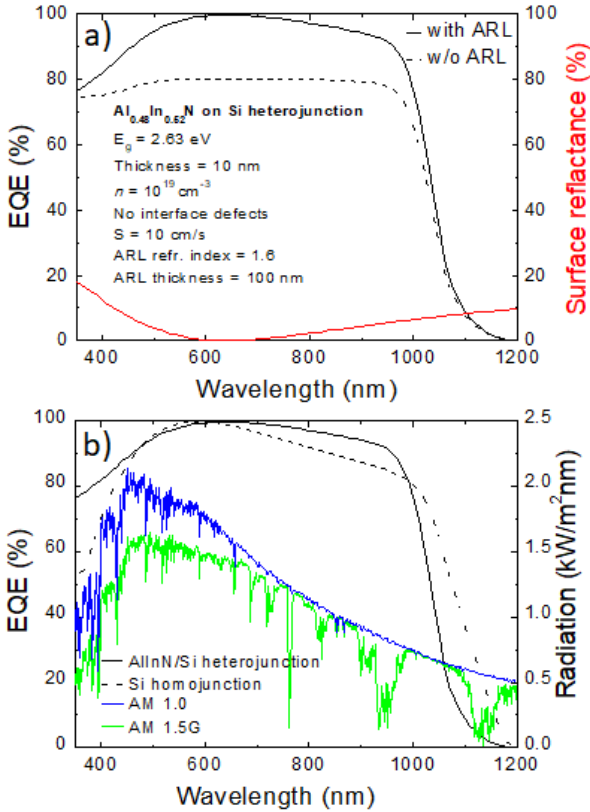 a)
with ARL
w/o ARL
Al0.48In0.52N on Si heterojunction
Eg = 2.63 eV
Thickness = 10 nm
n = 10^19 cm^-3
No interface defects
S = 10 cm/s
ARL refr. index = 1.6
ARL thickness = 100 nm
100
80
60
40
20
0
EQE (%)
100
80
60
40
20
0
Surface reflactance (%)
400 600 800 1000 1200
Wavelength (nm)
b)
100
80
60
40
20
0
EQE (%)
2.5
2.0
1.5
1.0
0.5
0.0
Radiation (kW/m²nm)
AlInN/Si heterojunction
Si homojunction
AM 1.0
AM 1.5G
400 600 800 1000 1200
Wavelength (nm)